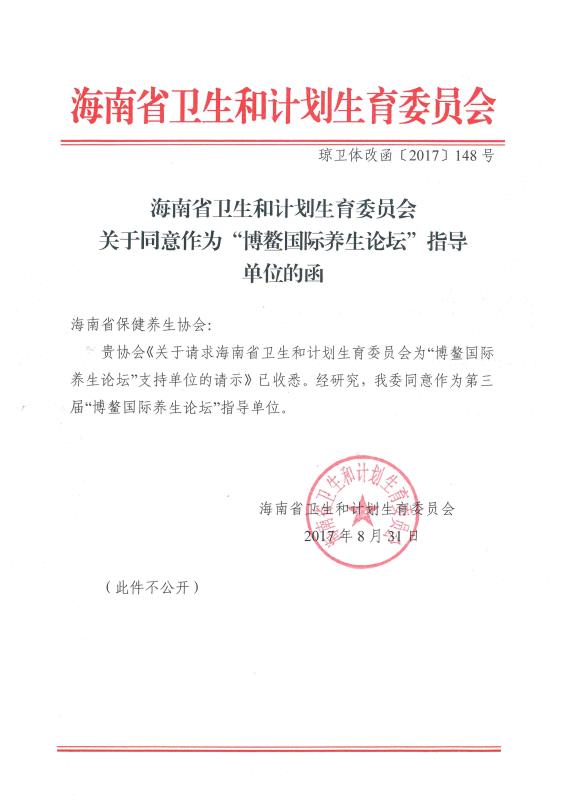 海南省卫生和计划生育委员会
琼卫体改函〔2017〕148 号
海南省卫生和计划生育委员会
关于同意作为“博鳌国际养生论坛”指导
单位的函
海南省保健养生协会：
贵协会《关于请求海南省卫生和计划生育委员会为“博鳌国际
养生论坛”支持单位的请示》已收悉。经研究，我委同意作为第三
届“博鳌国际养生论坛”指导单位。
海南省卫生和计划生育委员会
海南省卫生和计划生育委员会
2017 年 8 月 31 日
（此件不公开）